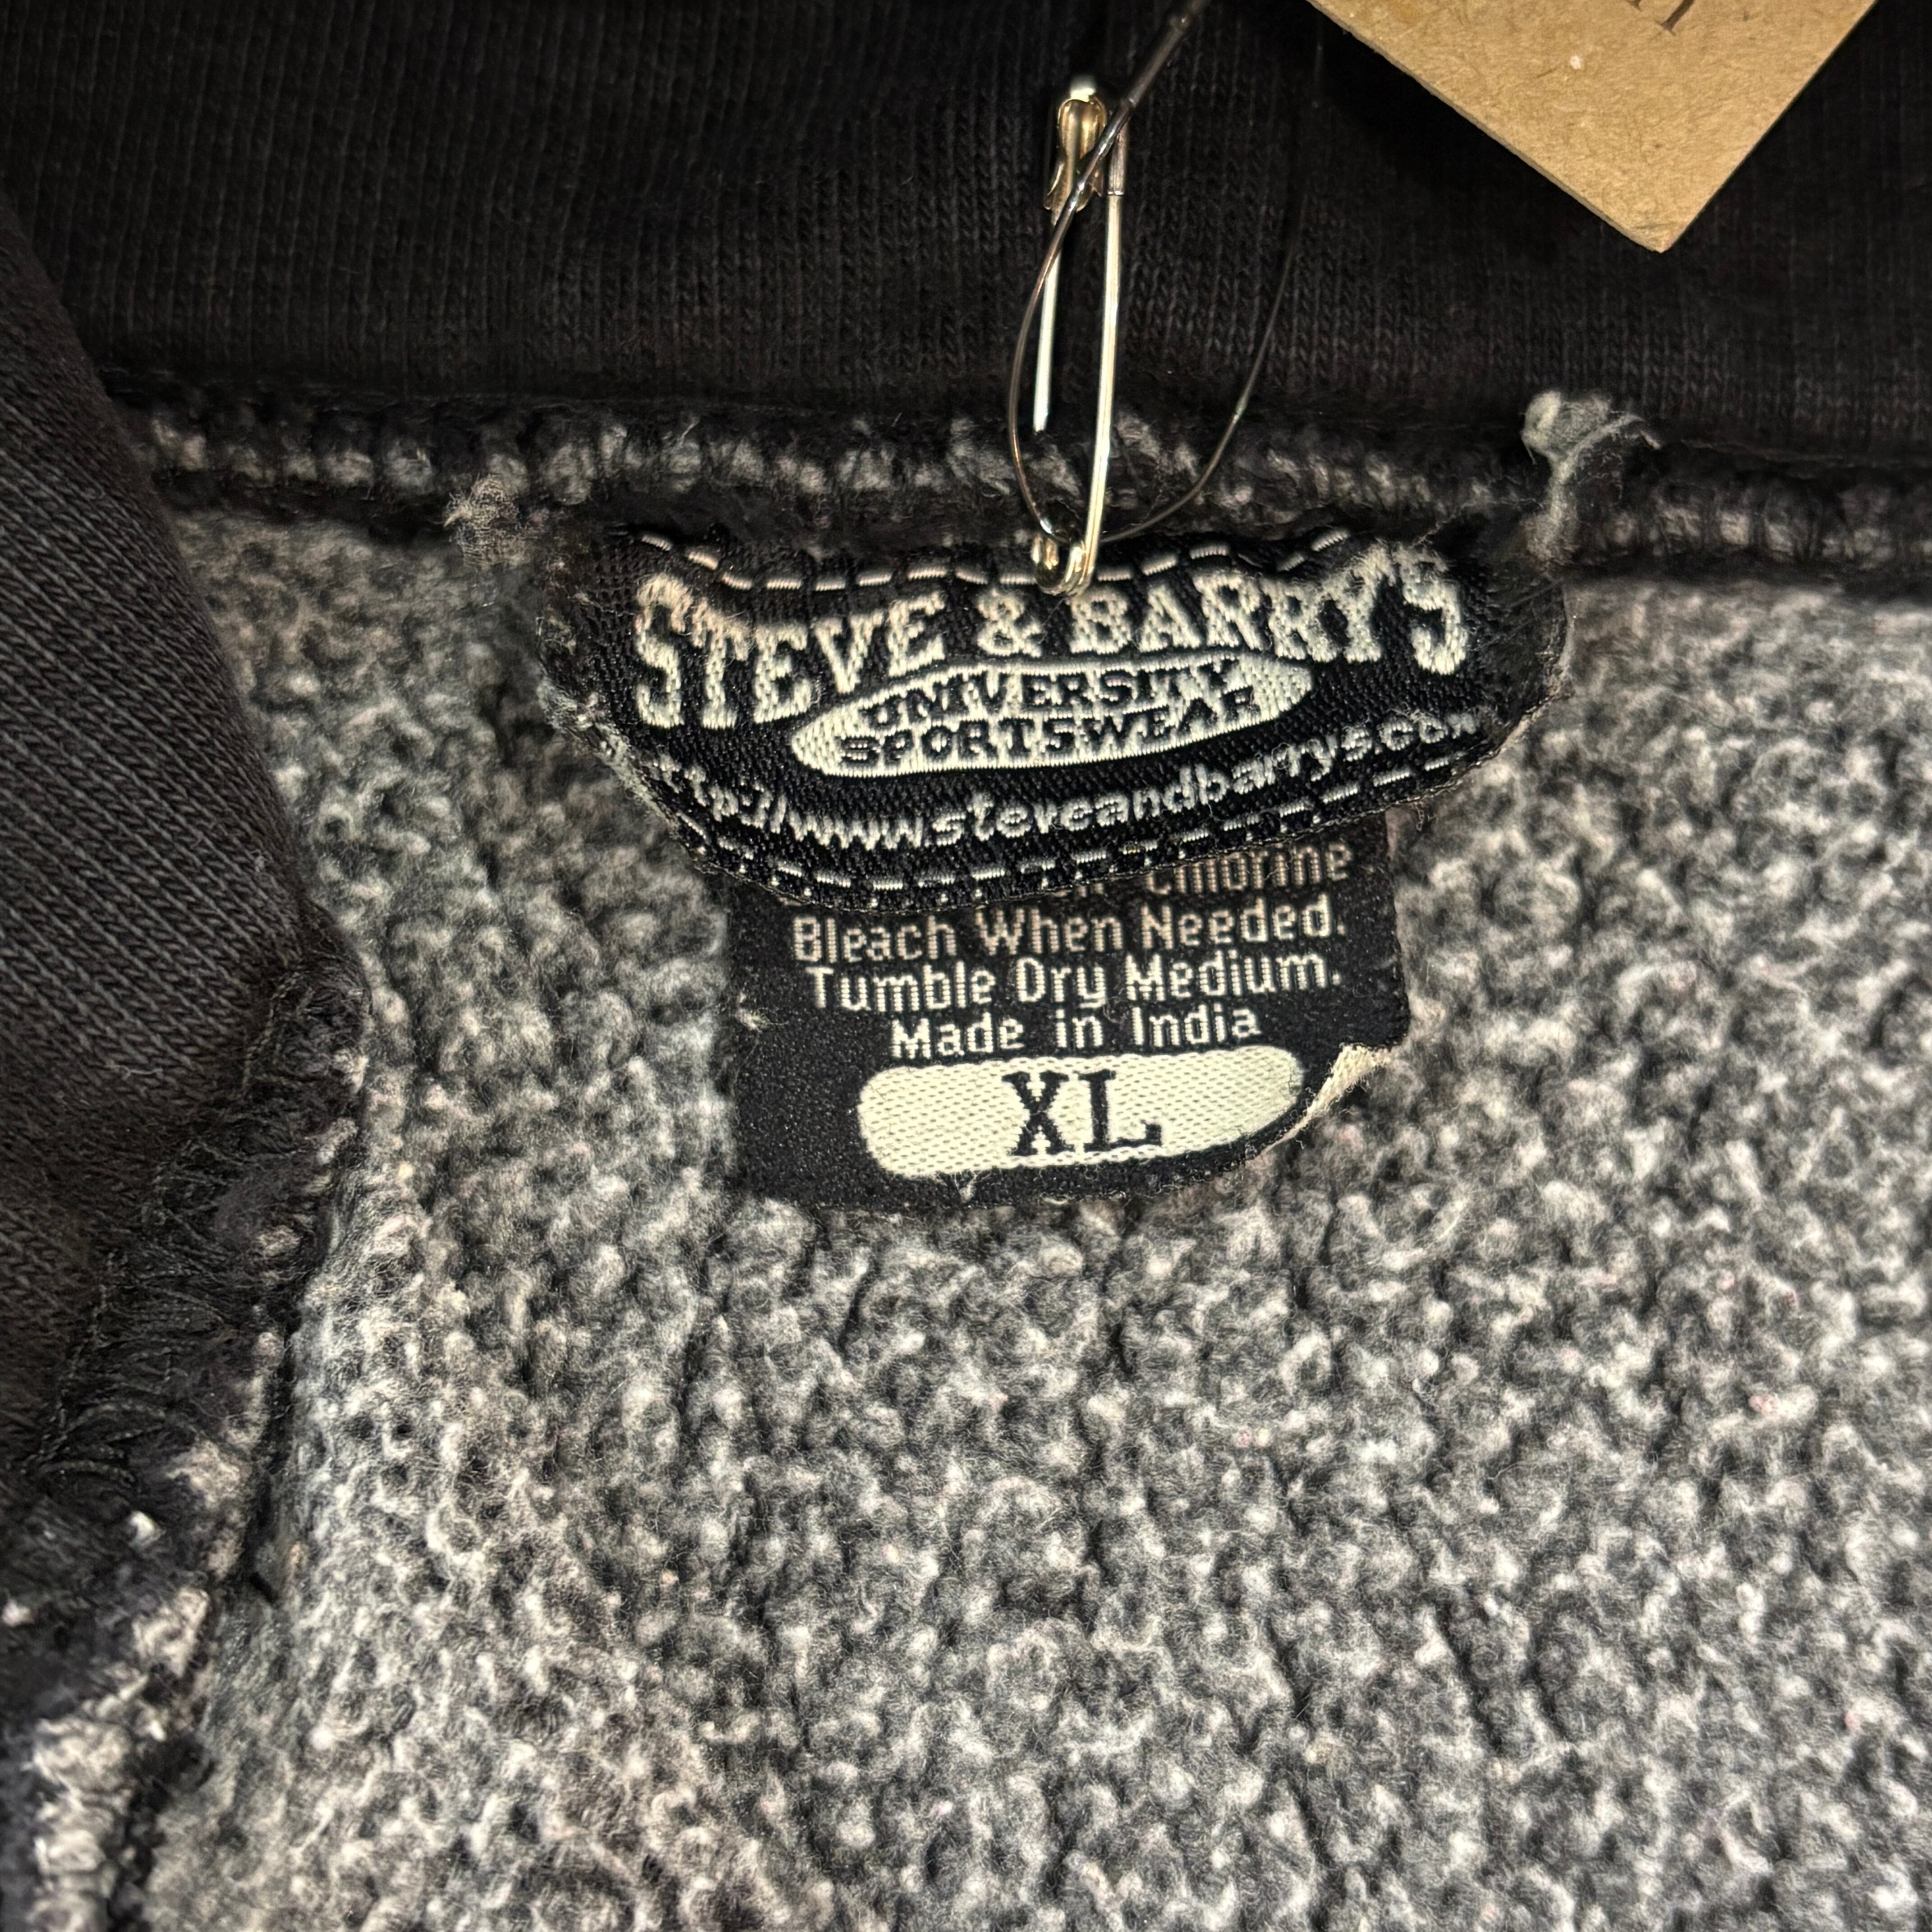 STEVE & BARRY'S
UNIVERSITY
SPORTSWEAR
http://www.steveandbarrys.com
Chlorine
Bleach When Needed.
Tumble Dry Medium.
Made in India
XL